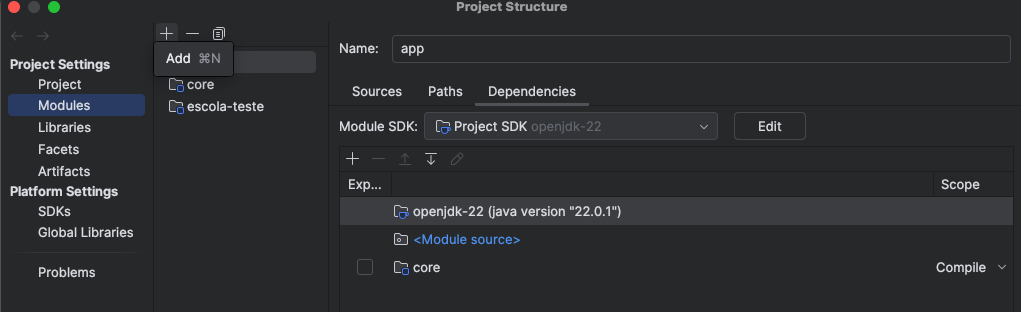 Project Structure
Project Settings
Project
Modules
Libraries
Facets
Artifacts
Platform Settings
SDKs
Global Libraries
Problems
Add ⌘N
core
escola-teste
Name: app
Sources Paths Dependencies
Module SDK: Project SDK openjdk-22 Edit
Exp... Scope
openjdk-22 (java version "22.0.1")
<Module source>
core Compile